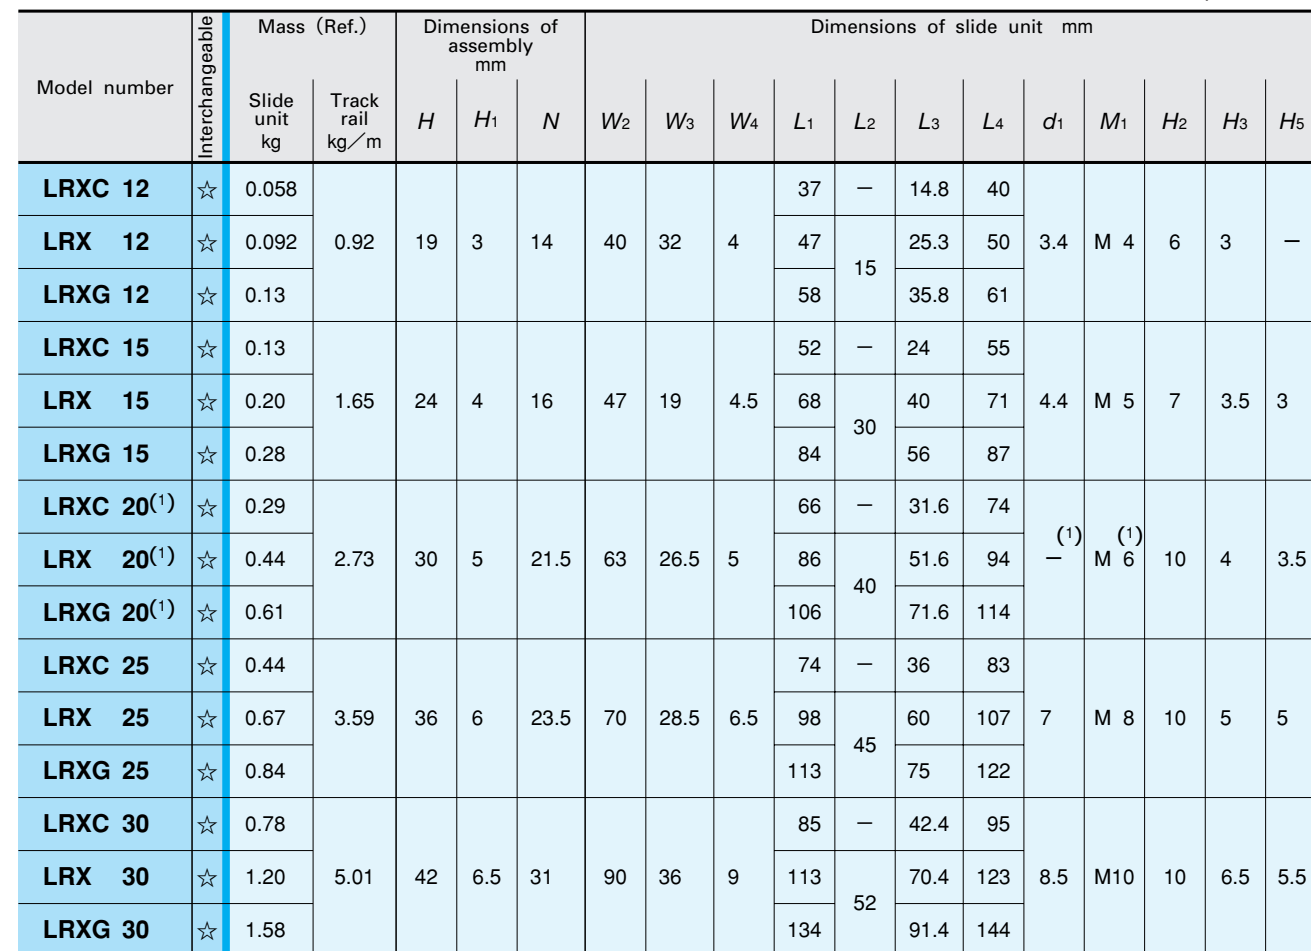 Model number Interchangeable Mass (Ref.) Dimensions of assembly mm Dimensions of slide unit mm
Slide unit kg Track rail kg/m H H1 N W2 W3 W4 L1 L2 L3 L4 d1 M1 H2 H3 H5
LRXC 12 ☆ 0.058 37 － 14.8 40
LRX 12 ☆ 0.092 0.92 19 3 14 40 32 4 47 15 25.3 50 3.4 M 4 6 3 －
LRXG 12 ☆ 0.13 58 35.8 61
LRXC 15 ☆ 0.13 52 － 24 55
LRX 15 ☆ 0.20 1.65 24 4 16 47 19 4.5 68 30 40 71 4.4 M 5 7 3.5 3
LRXG 15 ☆ 0.28 84 56 87
LRXC 20(1) ☆ 0.29 66 － 31.6 74
LRX 20(1) ☆ 0.44 2.73 30 5 21.5 63 26.5 5 86 40 51.6 94 －(1) M 6(1) 10 4 3.5
LRXG 20(1) ☆ 0.61 106 71.6 114
LRXC 25 ☆ 0.44 74 － 36 83
LRX 25 ☆ 0.67 3.59 36 6 23.5 70 28.5 6.5 98 45 60 107 7 M 8 10 5 5
LRXG 25 ☆ 0.84 113 75 122
LRXC 30 ☆ 0.78 85 － 42.4 95
LRX 30 ☆ 1.20 5.01 42 6.5 31 90 36 9 113 52 70.4 123 8.5 M10 10 6.5 5.5
LRXG 30 ☆ 1.58 134 91.4 144